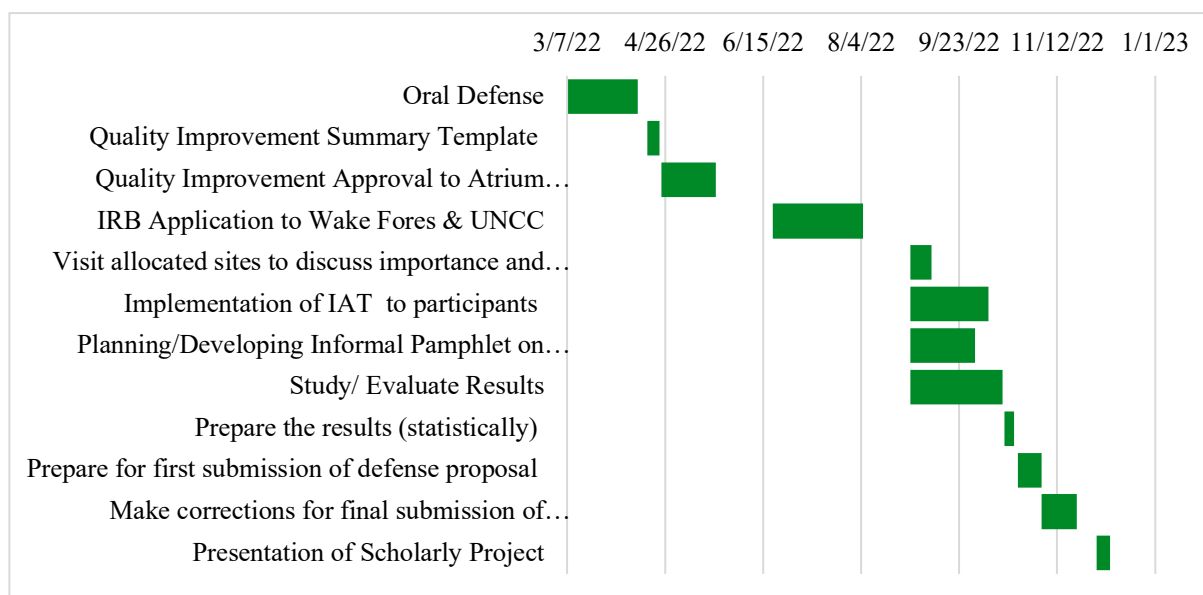 3/7/22 4/26/22 6/15/22 8/4/22 9/23/22 11/12/22 1/1/23
Oral Defense
Quality Improvement Summary Template
Quality Improvement Approval to Atrium…
IRB Application to Wake Fores & UNCC
Visit allocated sites to discuss importance and…
Implementation of IAT to participants
Planning/Developing Informal Pamphlet on…
Study/ Evaluate Results
Prepare the results (statistically)
Prepare for first submission of defense proposal
Make corrections for final submission of…
Presentation of Scholarly Project